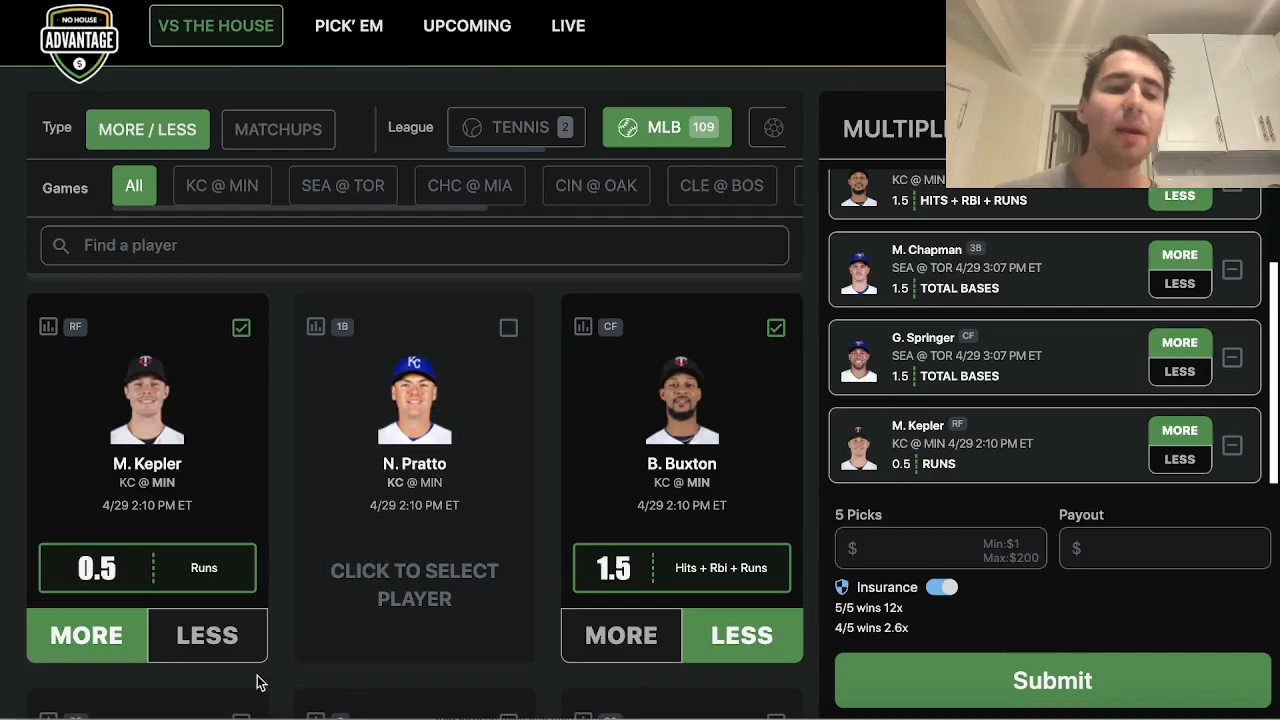 NO HOUSE
ADVANTAGE
$
VS THE HOUSE
PICK' EM
UPCOMING
LIVE
Type
MORE / LESS
MATCHUPS
League
TENNIS 2
MLB 109
Games
All
KC @ MIN
SEA @ TOR
CHC @ MIA
CIN @ OAK
CLE @ BOS
Find a player
RF
M. Kepler
KC @ MIN
4/29 2:10 PM ET
0.5 Runs
MORE
LESS
1B
KC
N. Pratto
KC @ MIN
4/29 2:10 PM ET
CLICK TO SELECT
PLAYER
CF
B. Buxton
KC @ MIN
4/29 2:10 PM ET
1.5 Hits + Rbi + Runs
MORE
LESS
MULTIPL
KC @ MIN
1.5 HITS + RBI + RUNS
LESS
M. Chapman 3B
SEA @ TOR 4/29 3:07 PM ET
1.5 TOTAL BASES
MORE
LESS
G. Springer CF
SEA @ TOR 4/29 3:07 PM ET
1.5 TOTAL BASES
MORE
LESS
M. Kepler RF
KC @ MIN 4/29 2:10 PM ET
0.5 RUNS
MORE
LESS
5 Picks
$
Min:$1
Max:$200
Payout
$
Insurance
5/5 wins 12x
4/5 wins 2.6x
Submit